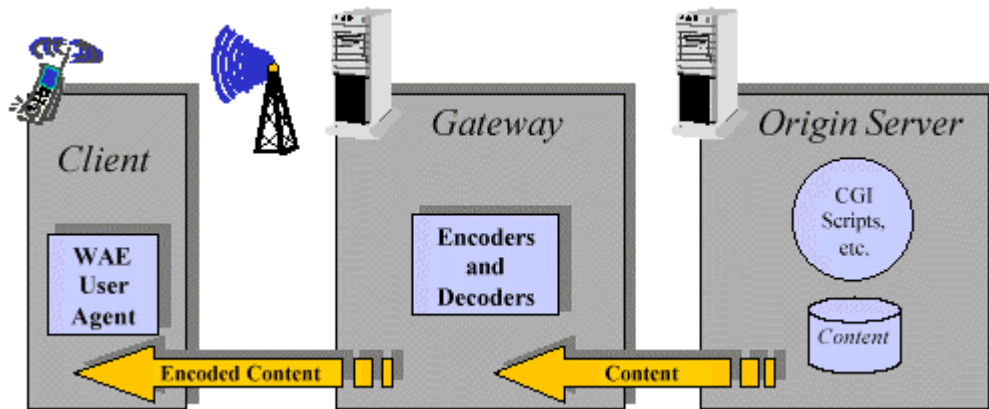 Client
Gateway
Origin Server
WAE
User
Agent
Encoders
and
Decoders
CGI
Scripts,
etc.
Content
Encoded Content
Content